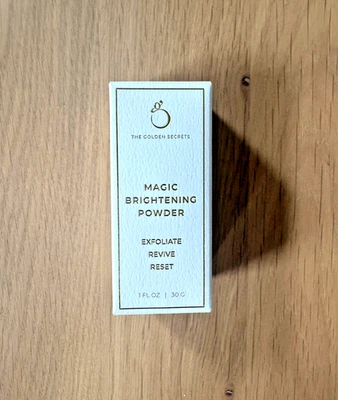 THE GOLDEN SECRETS
MAGIC
BRIGHTENING
POWDER
EXFOLIATE
REVIVE
RESET
1 FL OZ | 30 G